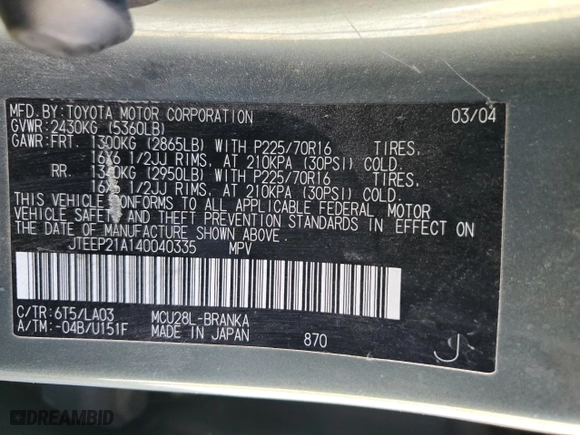 MFD.BY:TOYOTA MOTOR CORPORATION 03/04
GVWR:2430KG (5360LB)
GAWR:FRT. 1300KG (2865LB) WITH P225/70R16 TIRES,
16X6 1/2JJ RIMS, AT 210KPA (30PSI) COLD.
RR. 1340KG (2950LB) WITH P225/70R16 TIRES,
16X6 1/2JJ RIMS, AT 210KPA (30PSI) COLD.
THIS VEHICLE CONFORMS TO ALL APPLICABLE FEDERAL MOTOR
VEHICLE SAFETY AND THEFT PREVENTION STANDARDS IN EFFECT ON
THE DATE OF MANUFACTURE SHOWN ABOVE.
JTEEP21A140040335 MPV
C/TR:6T5/LA03 MCU28L-BRANKA
A/TM:-04B/U151F MADE IN JAPAN 870 J
DREAMBID